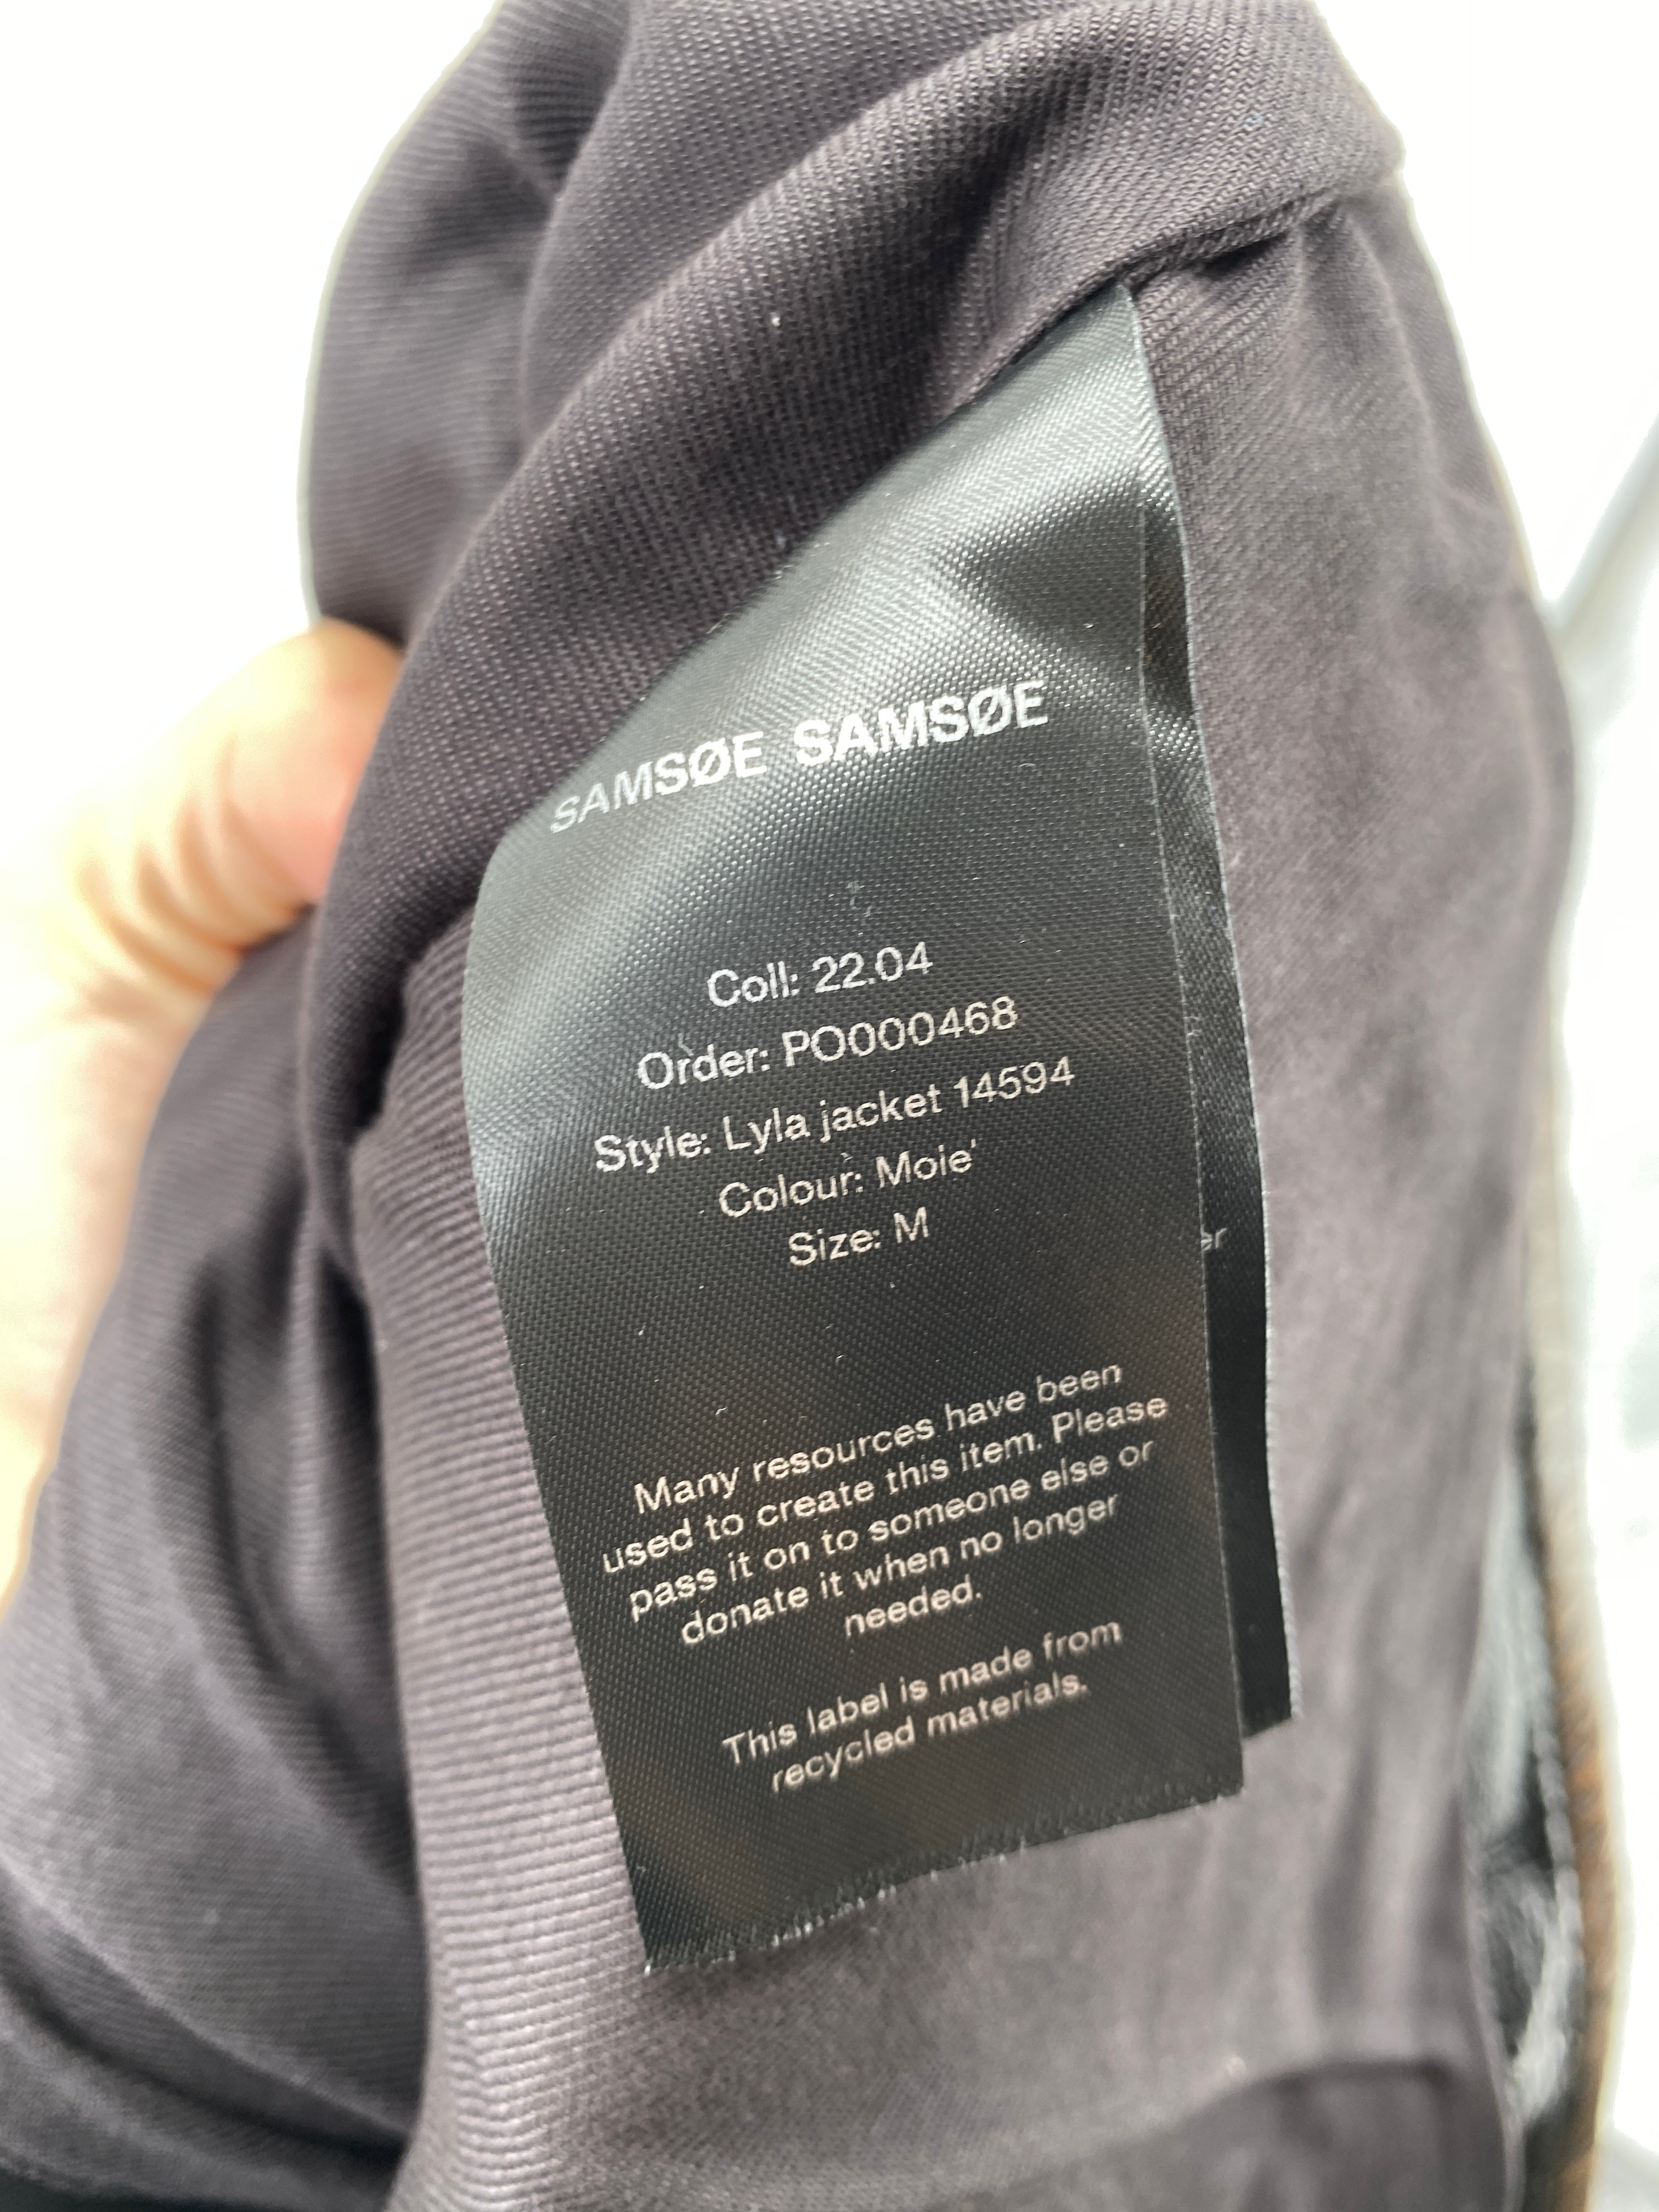 SAMSØE SAMSØE
Coll: 22.04
Order: PO000468
Style: Lyla jacket 14594
Colour: Moie'
Size: M
Many resources have been
used to create this item. Please
pass it on to someone else or
donate it when no longer
needed.
This label is made from
recycled materials.